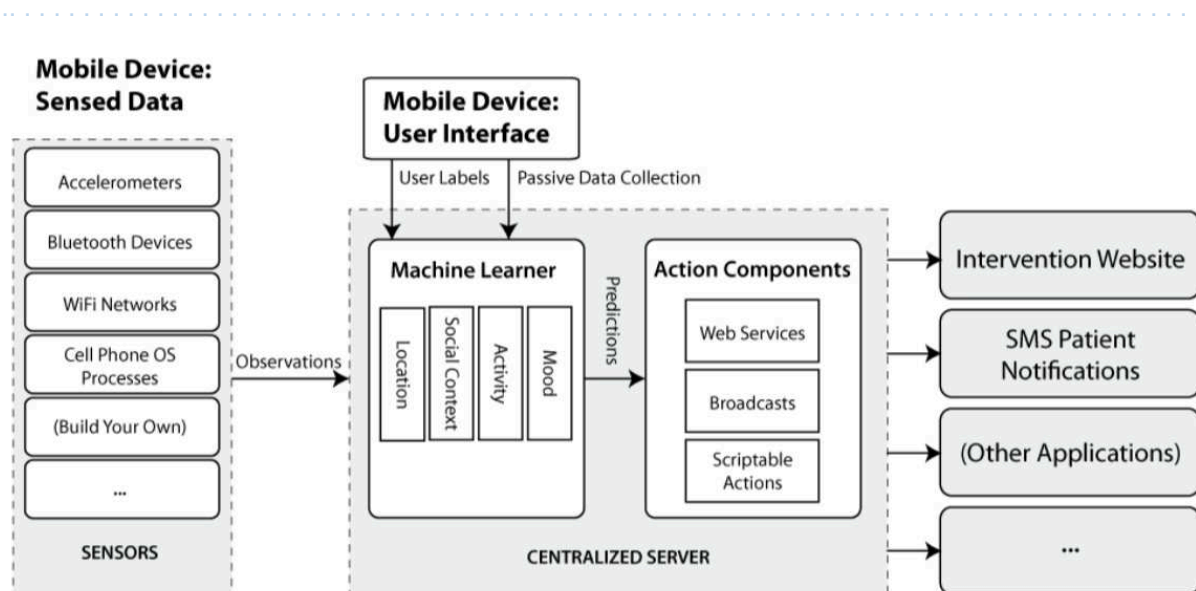 Mobile Device:
Sensed Data
Accelerometers
Bluetooth Devices
WiFi Networks
Cell Phone OS
Processes
(Build Your Own)
...
SENSORS
Observations
Mobile Device:
User Interface
User Labels
Passive Data Collection
Machine Learner
Location
Social Context
Activity
Mood
Predictions
Action Components
Web Services
Broadcasts
Scriptable
Actions
CENTRALIZED SERVER
Intervention Website
SMS Patient
Notifications
(Other Applications)
...